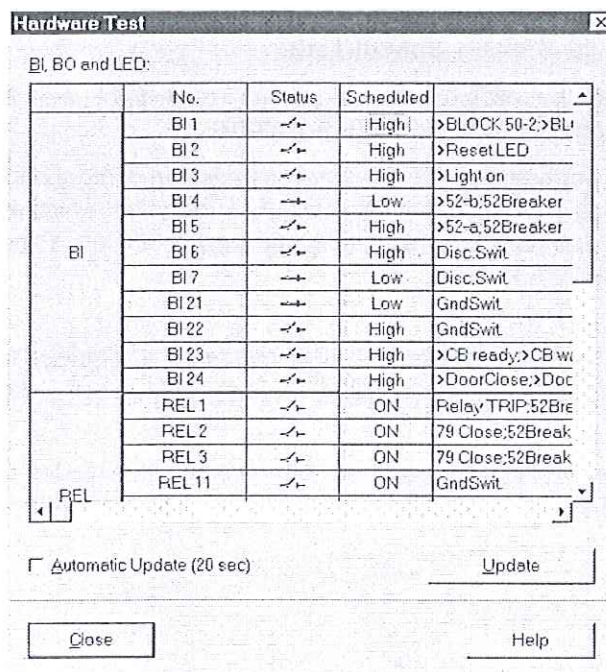 Hardware Test
BI, BO and LED:
No. Status Scheduled
BI BI 1 High >BLOCK 50-2;>BL
BI 2 High >Reset LED
BI 3 High >Light on
BI 4 Low >52-b;52Breaker
BI 5 High >52-a;52Breaker
BI 6 High Disc.Swit.
BI 7 Low Disc.Swit.
BI 21 Low GndSwit.
BI 22 High GndSwit.
BI 23 High >CB ready;>CB w
BI 24 High >DoorClose;>Doc
REL REL 1 ON Relay TRIP;52Bre
REL 2 ON 79 Close;52Break
REL 3 ON 79 Close;52Break
REL 11 ON GndSwit.
Automatic Update (20 sec)
Update
Close
Help